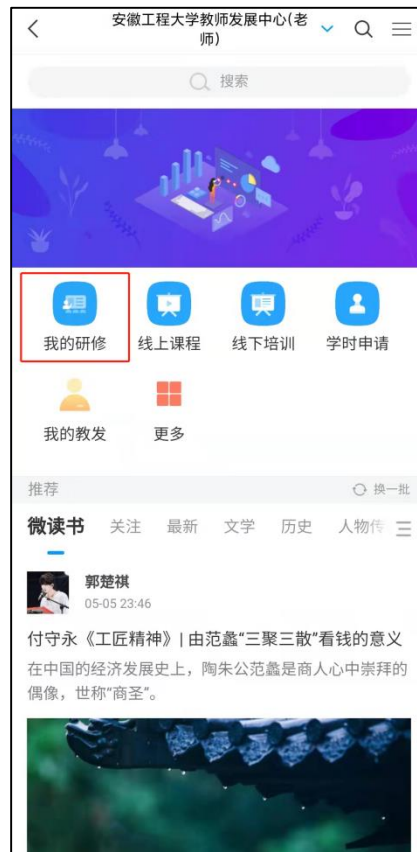 安徽工程大学教师发展中心(老
师)
搜索
我的研修
线上课程
线下培训
学时申请
我的教发
更多
推荐
换一批
微读书 关注 最新 文学 历史 人物传
郭楚祺
05-05 23:46
付守永《工匠精神》| 由范蠡“三聚三散”看钱的意义
在中国的经济发展史上，陶朱公范蠡是商人心中崇拜的
偶像，世称“商圣”。